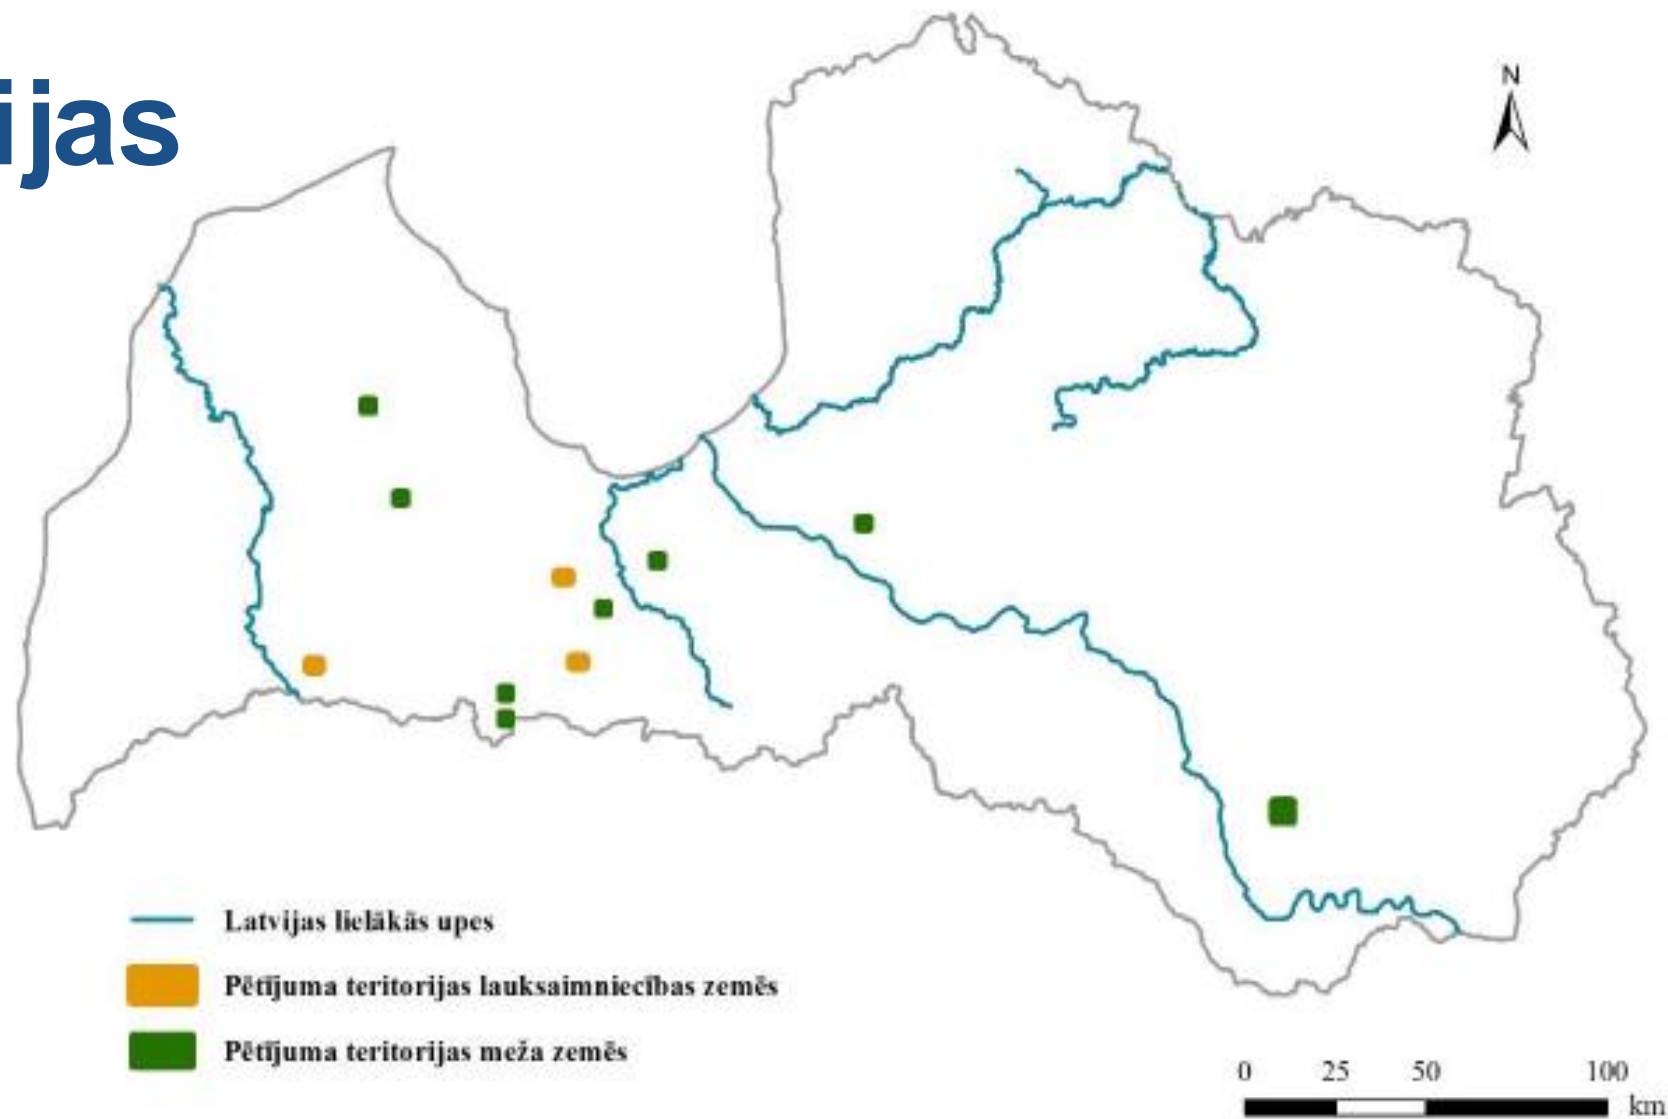 ijas
N
Latvijas lielākās upes
Pētījuma teritorijas lauksaimniecības zemēs
Pētījuma teritorijas meža zemēs
0 25 50 100
km